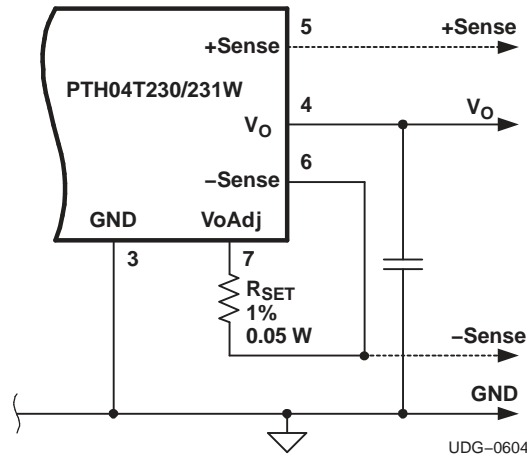 5
+Sense
+Sense
PTH04T230/231W
4
VO
VO
6
–Sense
GND
VoAdj
3
7
RSET
1%
0.05 W
–Sense
GND
UDG–0604